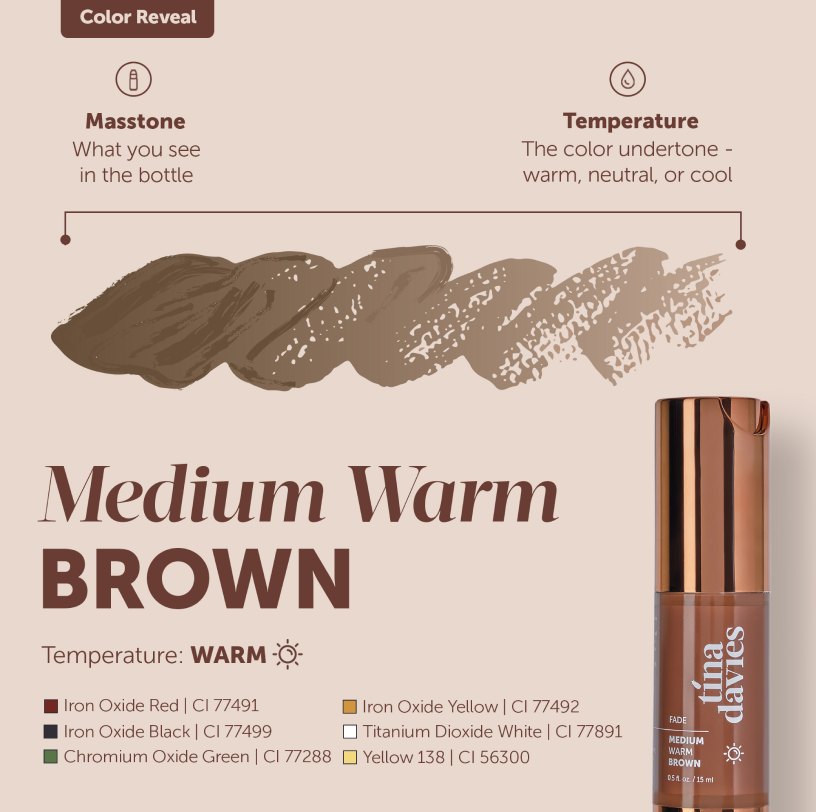 Color Reveal
Masstone
What you see
in the bottle
Temperature
The color undertone -
warm, neutral, or cool
Medium Warm
BROWN
Temperature: WARM
Iron Oxide Red | CI 77491
Iron Oxide Black | CI 77499
Chromium Oxide Green | CI 77288
Iron Oxide Yellow | CI 77492
Titanium Dioxide White | CI 77891
Yellow 138 | CI 56300
tína
davies
FADE
MEDIUM
WARM
BROWN
0.5 fl. oz. / 15 ml